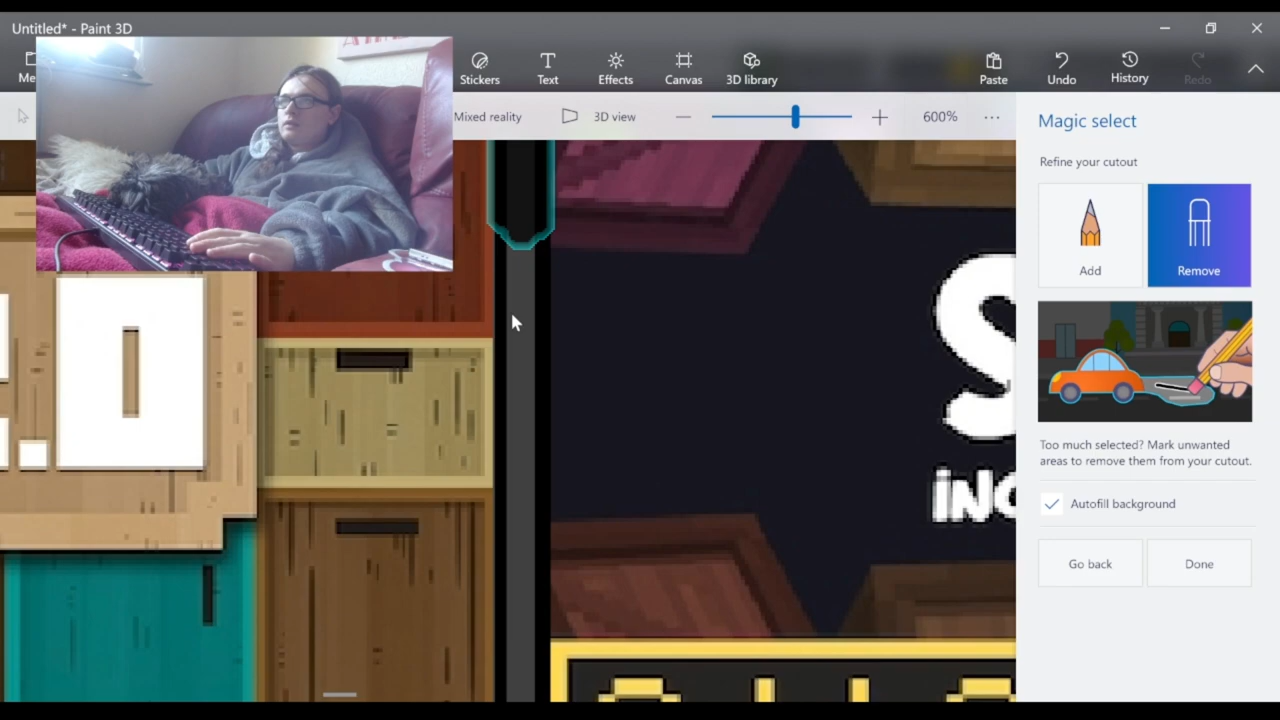 Untitled* - Paint 3D
Me
Stickers
Text
Effects
Canvas
3D library
Paste
Undo
History
Redo
Mixed reality
3D view
600%
Magic select
Refine your cutout
Add
Remove
Too much selected? Mark unwanted
areas to remove them from your cutout.
Autofill background
Go back
Done
S
INC